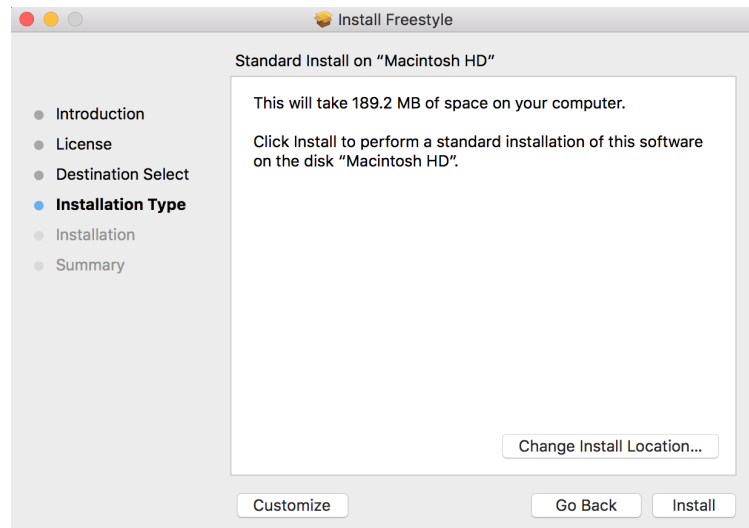 Install Freestyle
Standard Install on “Macintosh HD”
Introduction
License
Destination Select
Installation Type
Installation
Summary
This will take 189.2 MB of space on your computer.
Click Install to perform a standard installation of this software
on the disk “Macintosh HD”.
Change Install Location...
Customize
Go Back
Install